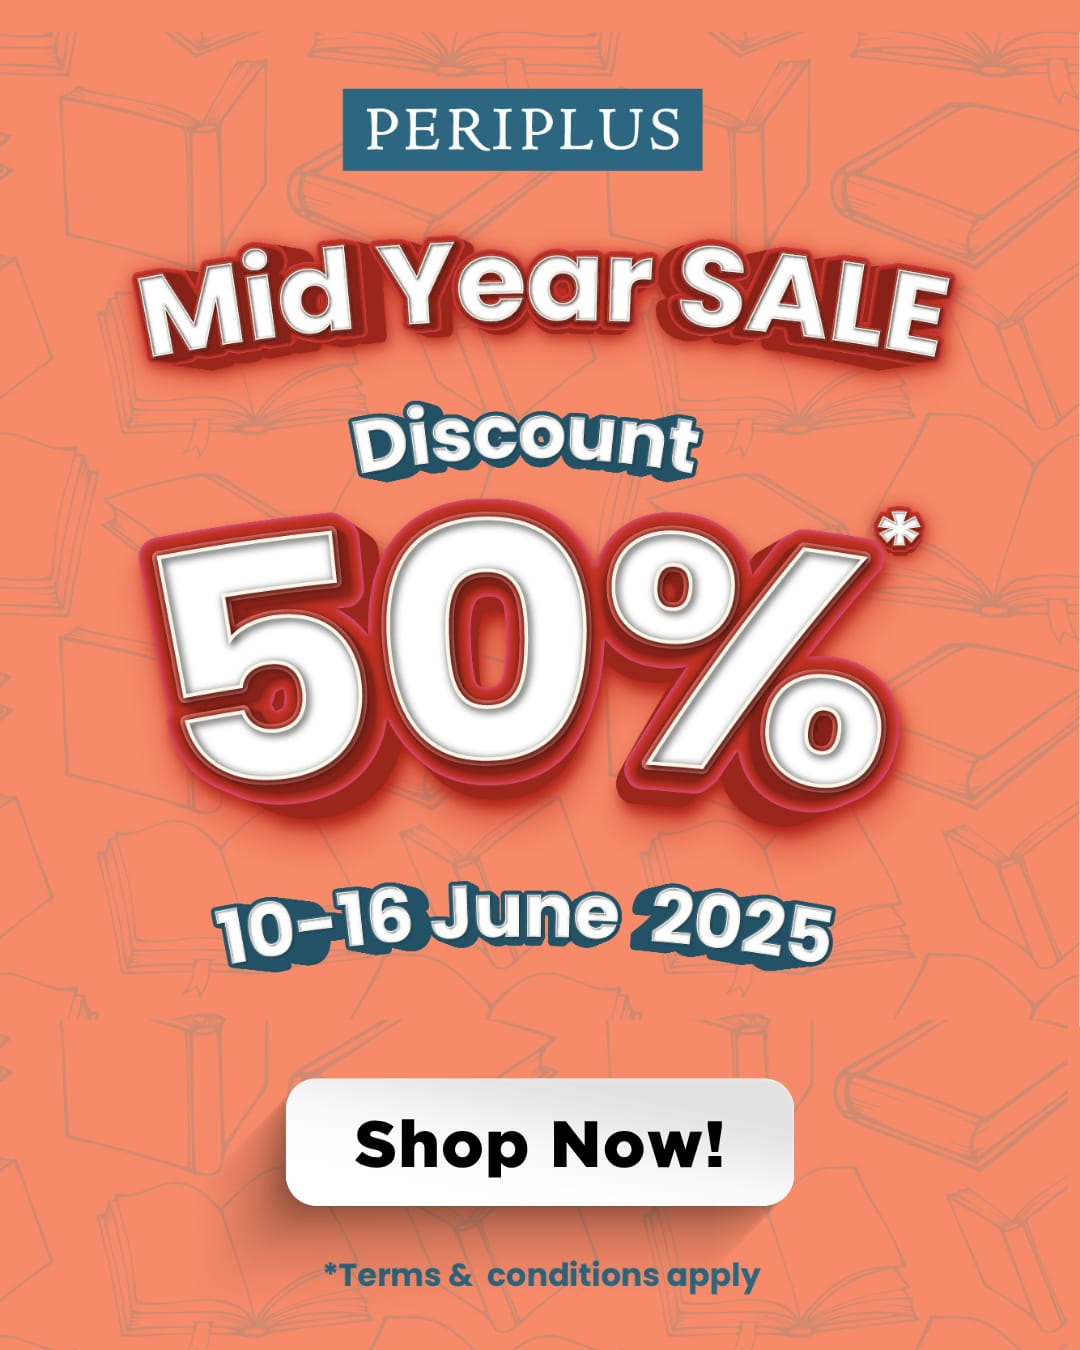 PERIPLUS
Mid Year SALE
Discount
50%*
10-16 June 2025
Shop Now!
*Terms & conditions apply